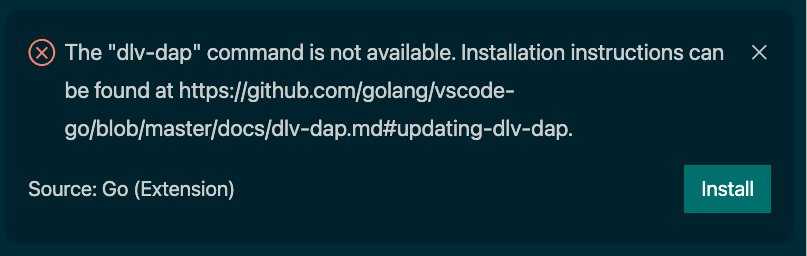 The "dlv-dap" command is not available. Installation instructions can
be found at https://github.com/golang/vscode-
go/blob/master/docs/dlv-dap.md#updating-dlv-dap.
Source: Go (Extension)
Install